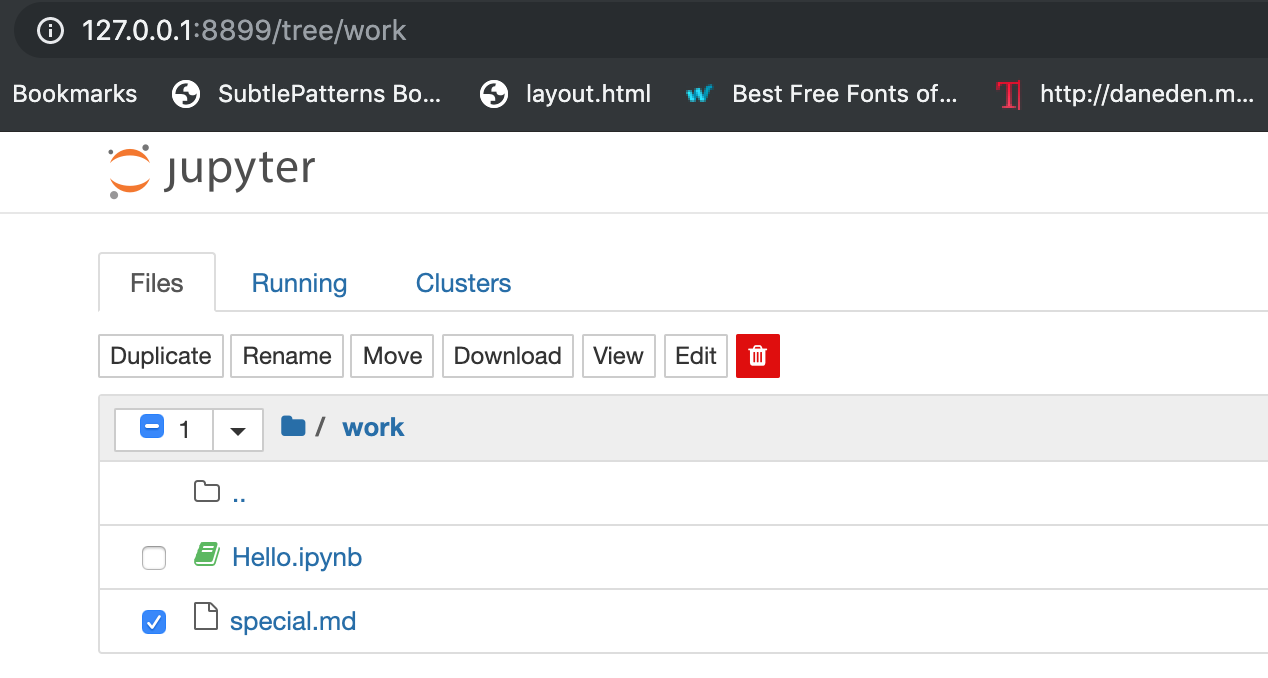 127.0.0.1:8899/tree/work
Bookmarks SubtlePatterns Bo... layout.html Best Free Fonts of... http://daneden.m...
jupyter
Files Running Clusters
Duplicate Rename Move Download View Edit
1 / work
..
Hello.ipynb
special.md